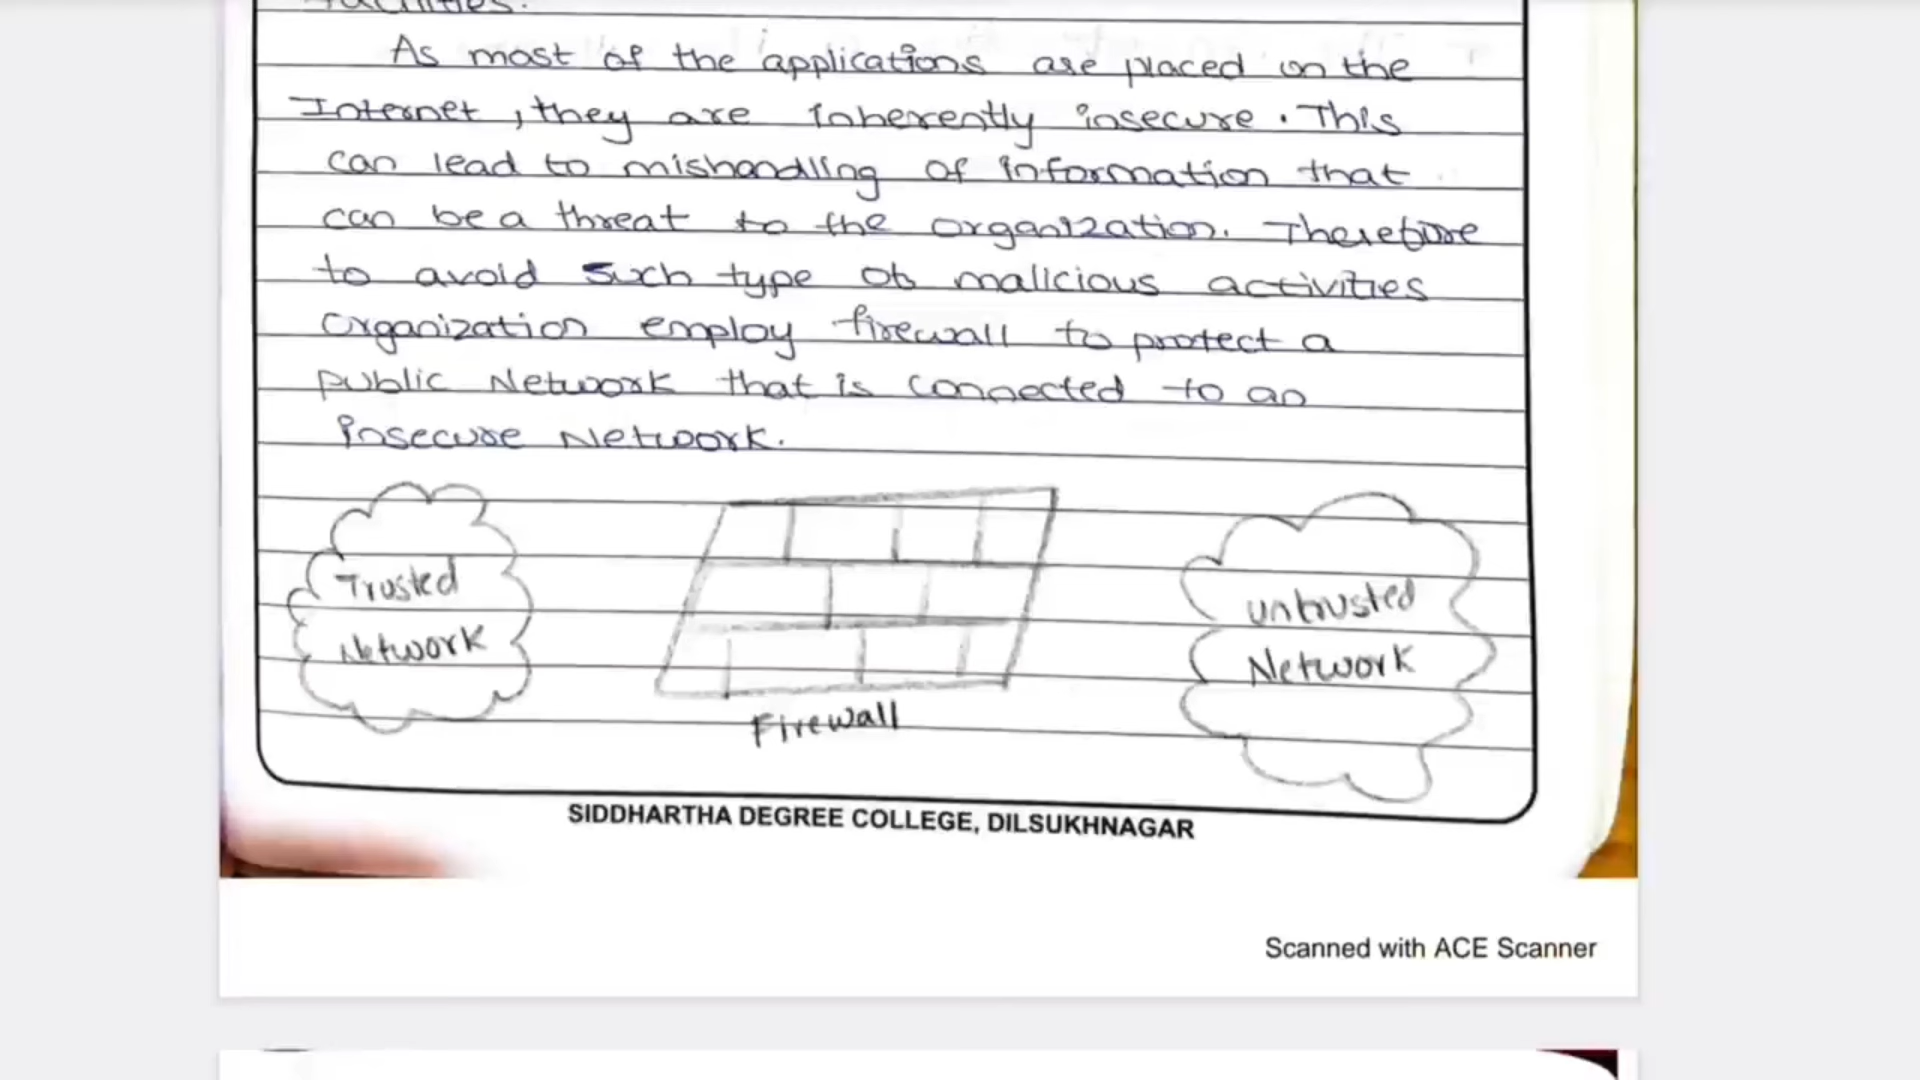 facilities.
As most of the applications are placed on the
Internet, they are inherently insecure. This
can lead to mishandling of information that
can be a threat to the organization. Therefore
to avoid such type of malicious activities
organization employ firewall to protect a
public Network that is connected to an
insecure Network.
Trusted
Network
Firewall
untrusted
Network
SIDDHARTHA DEGREE COLLEGE, DILSUKHNAGAR
Scanned with ACE Scanner